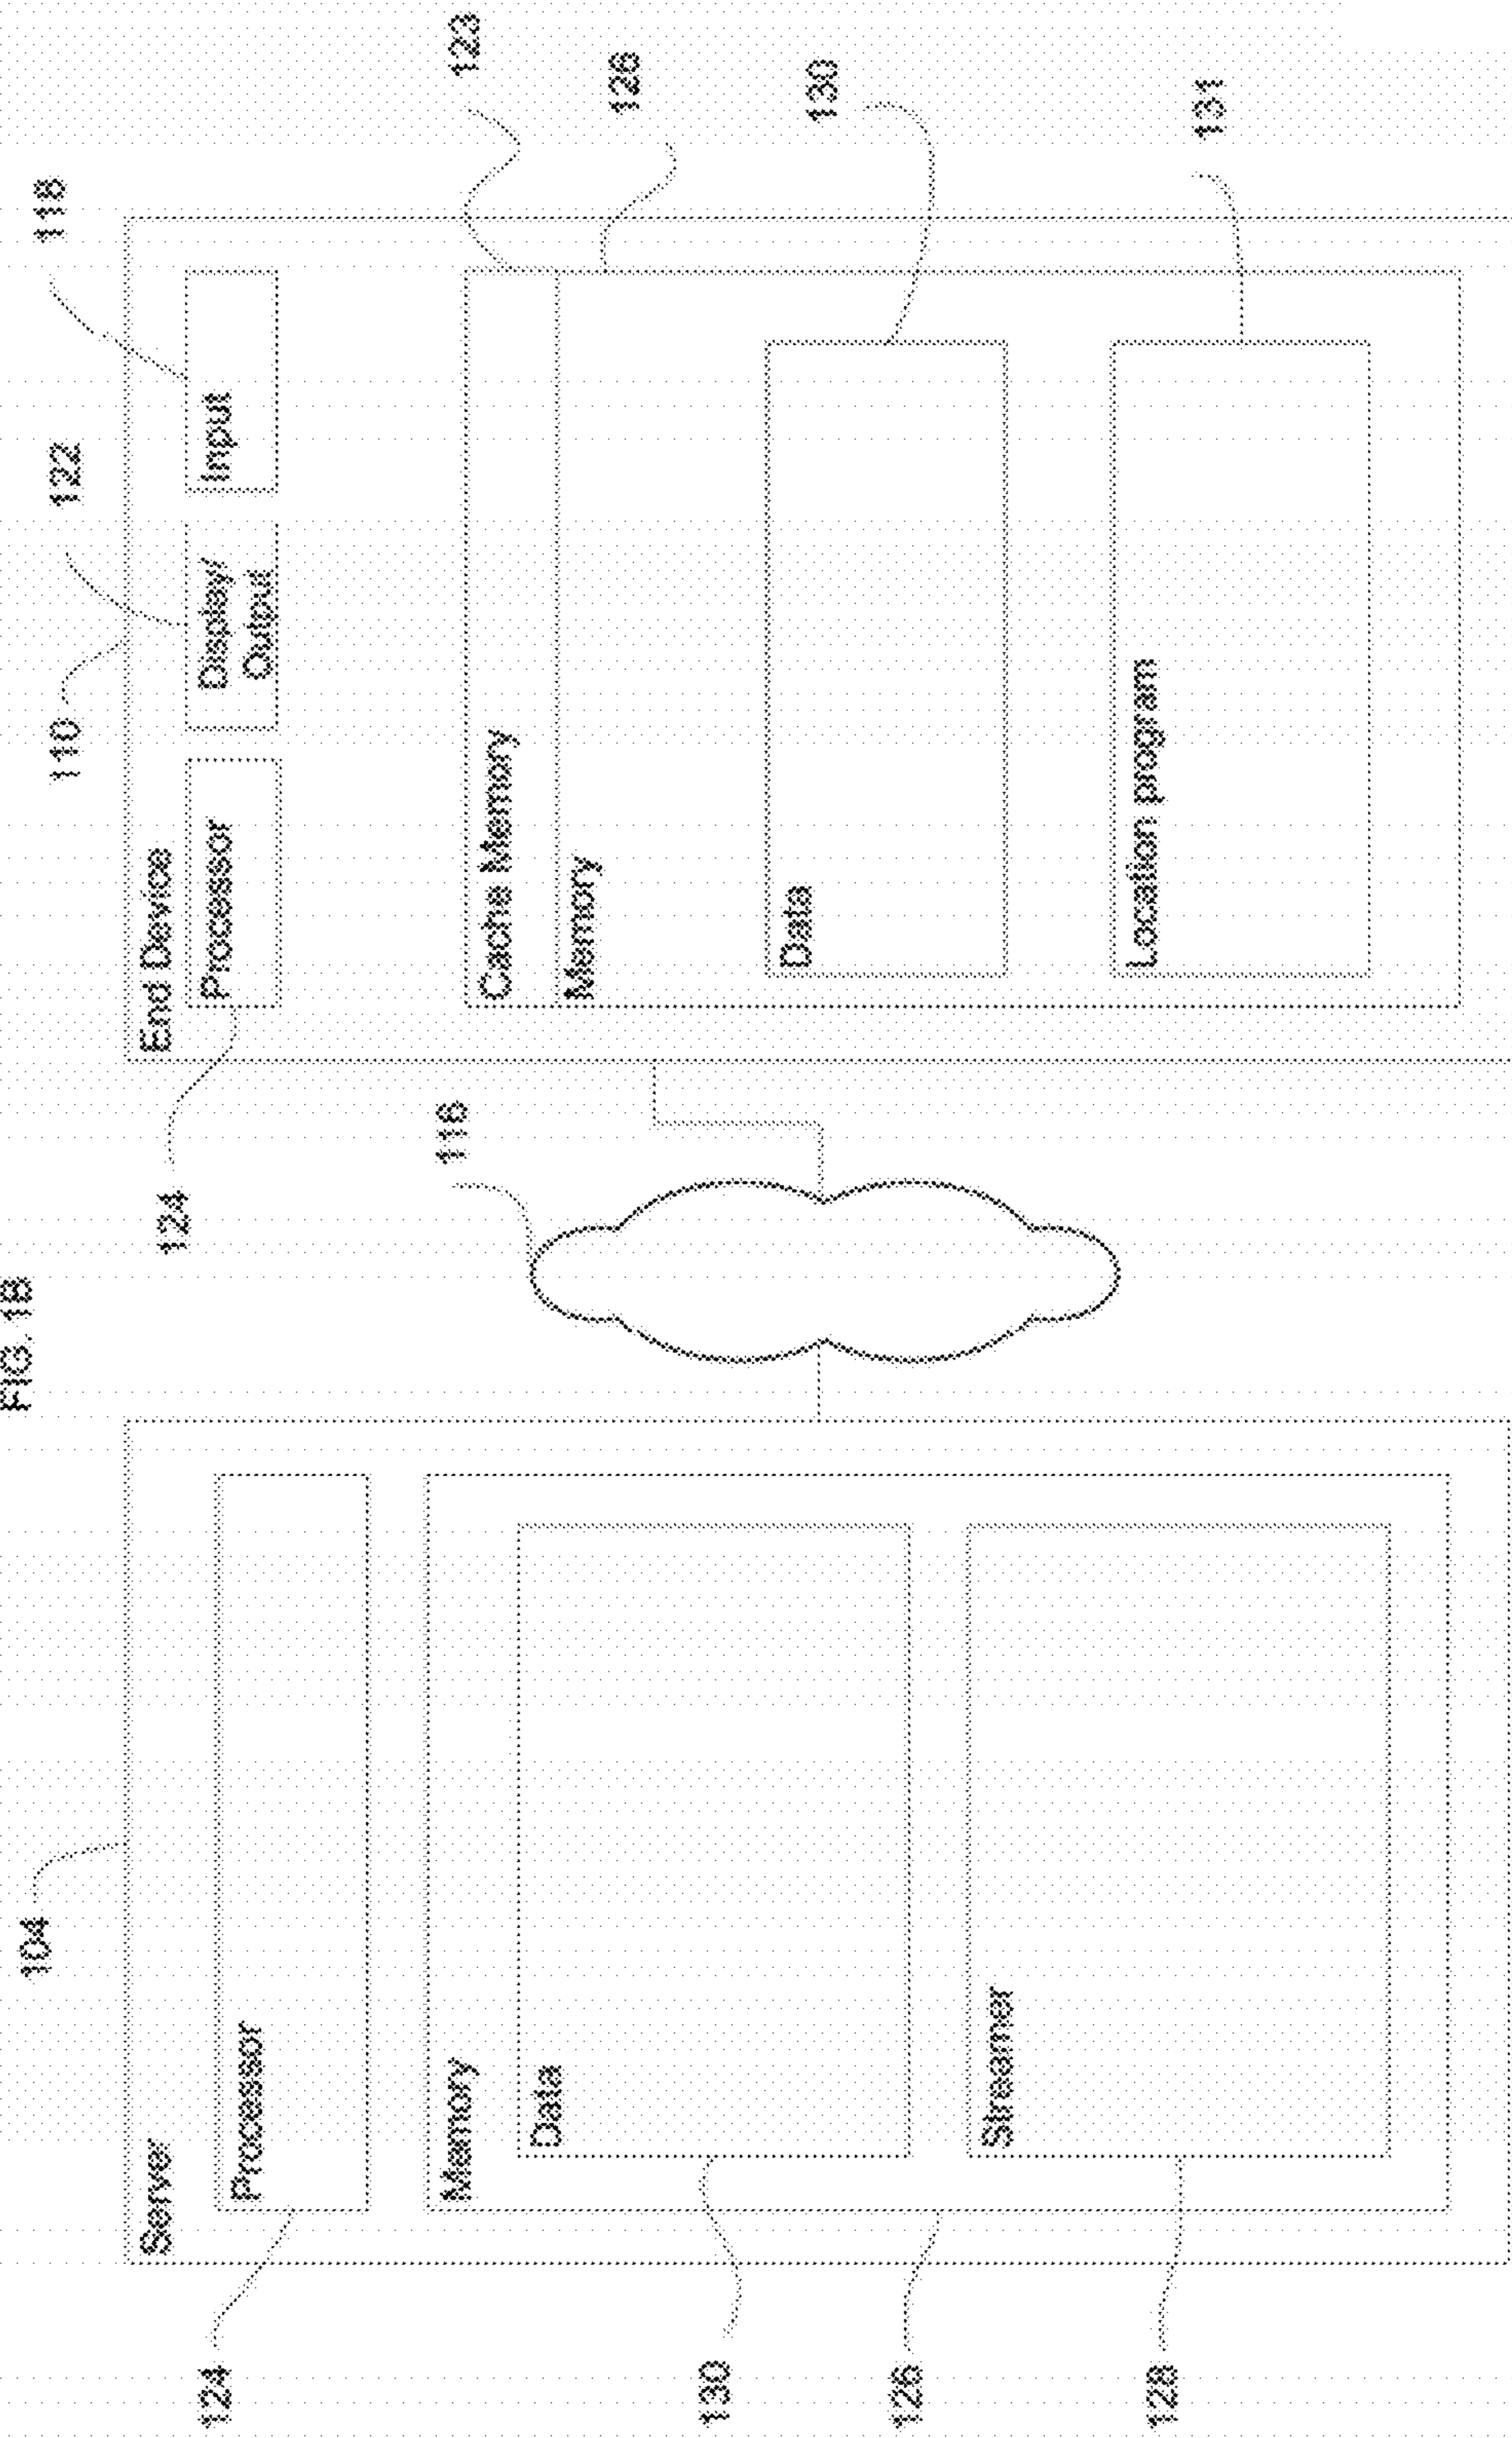 FIG. 1B
104
Server
124
Processor
Memory
130
Data
126
128
Streamer
116
110
122
118
End Device
124
Processor
Display/
Output
Input
123
Cache Memory
126
Memory
130
Data
131
Location program